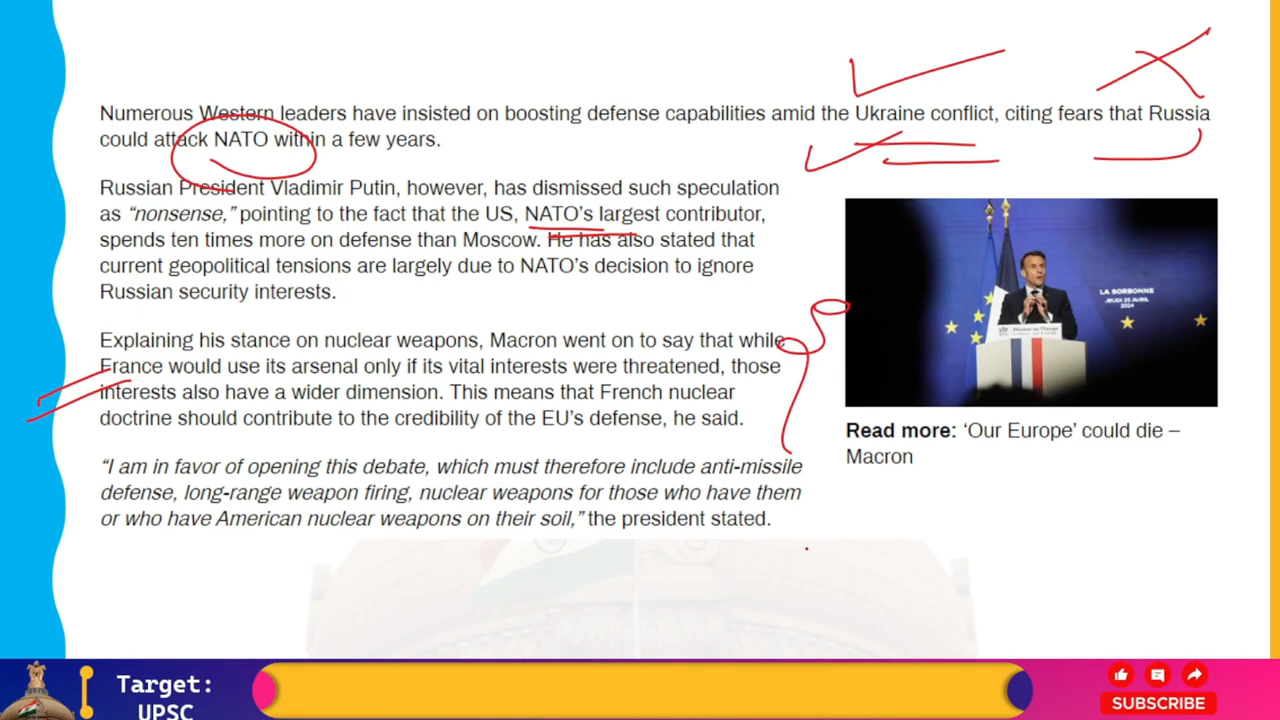 Numerous Western leaders have insisted on boosting defense capabilities amid the Ukraine conflict, citing fears that Russia
could attack NATO within a few years.
Russian President Vladimir Putin, however, has dismissed such speculation
as “nonsense,” pointing to the fact that the US, NATO’s largest contributor,
spends ten times more on defense than Moscow. He has also stated that
current geopolitical tensions are largely due to NATO’s decision to ignore
Russian security interests.
Explaining his stance on nuclear weapons, Macron went on to say that while
France would use its arsenal only if its vital interests were threatened, those
interests also have a wider dimension. This means that French nuclear
doctrine should contribute to the credibility of the EU’s defense, he said.
“I am in favor of opening this debate, which must therefore include anti-missile
defense, long-range weapon firing, nuclear weapons for those who have them
or who have American nuclear weapons on their soil,” the president stated.
LA SORBONNE
JEUDI 25 AVRIL
2024
Read more: ‘Our Europe’ could die –
Macron
Target:
UPSC
SUBSCRIBE